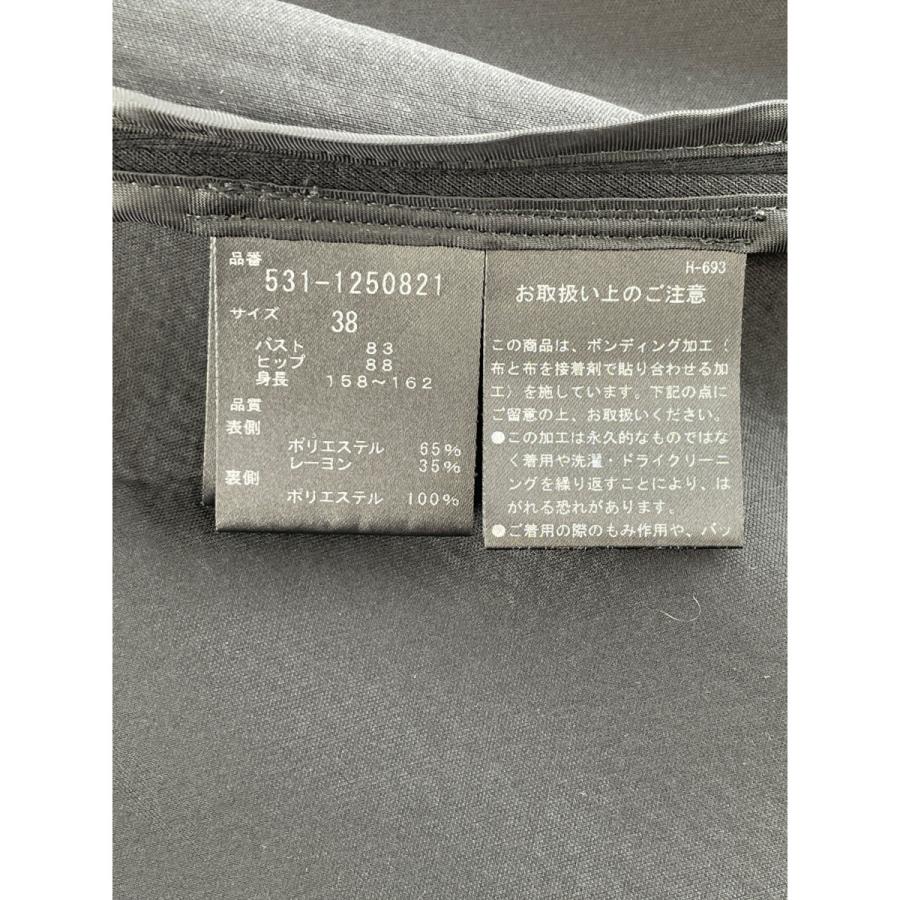 品番
531-1250821
サイズ
38
バスト 83
ヒップ 88
身長 158～162
品質
表側
ポリエステル 65%
レーヨン 35%
裏側
ポリエステル 100%
H-693
お取扱い上のご注意
この商品は、ボンディング加工〈
布と布を接着剤で貼り合わせる加
工〉を施しています。下記の点に
ご留意の上、お取扱いください。
●この加工は永久的なものではな
く着用や洗濯・ドライクリーニ
ングを繰り返すことにより、は
がれる恐れがあります。
●ご着用の際のもみ作用や、バッ